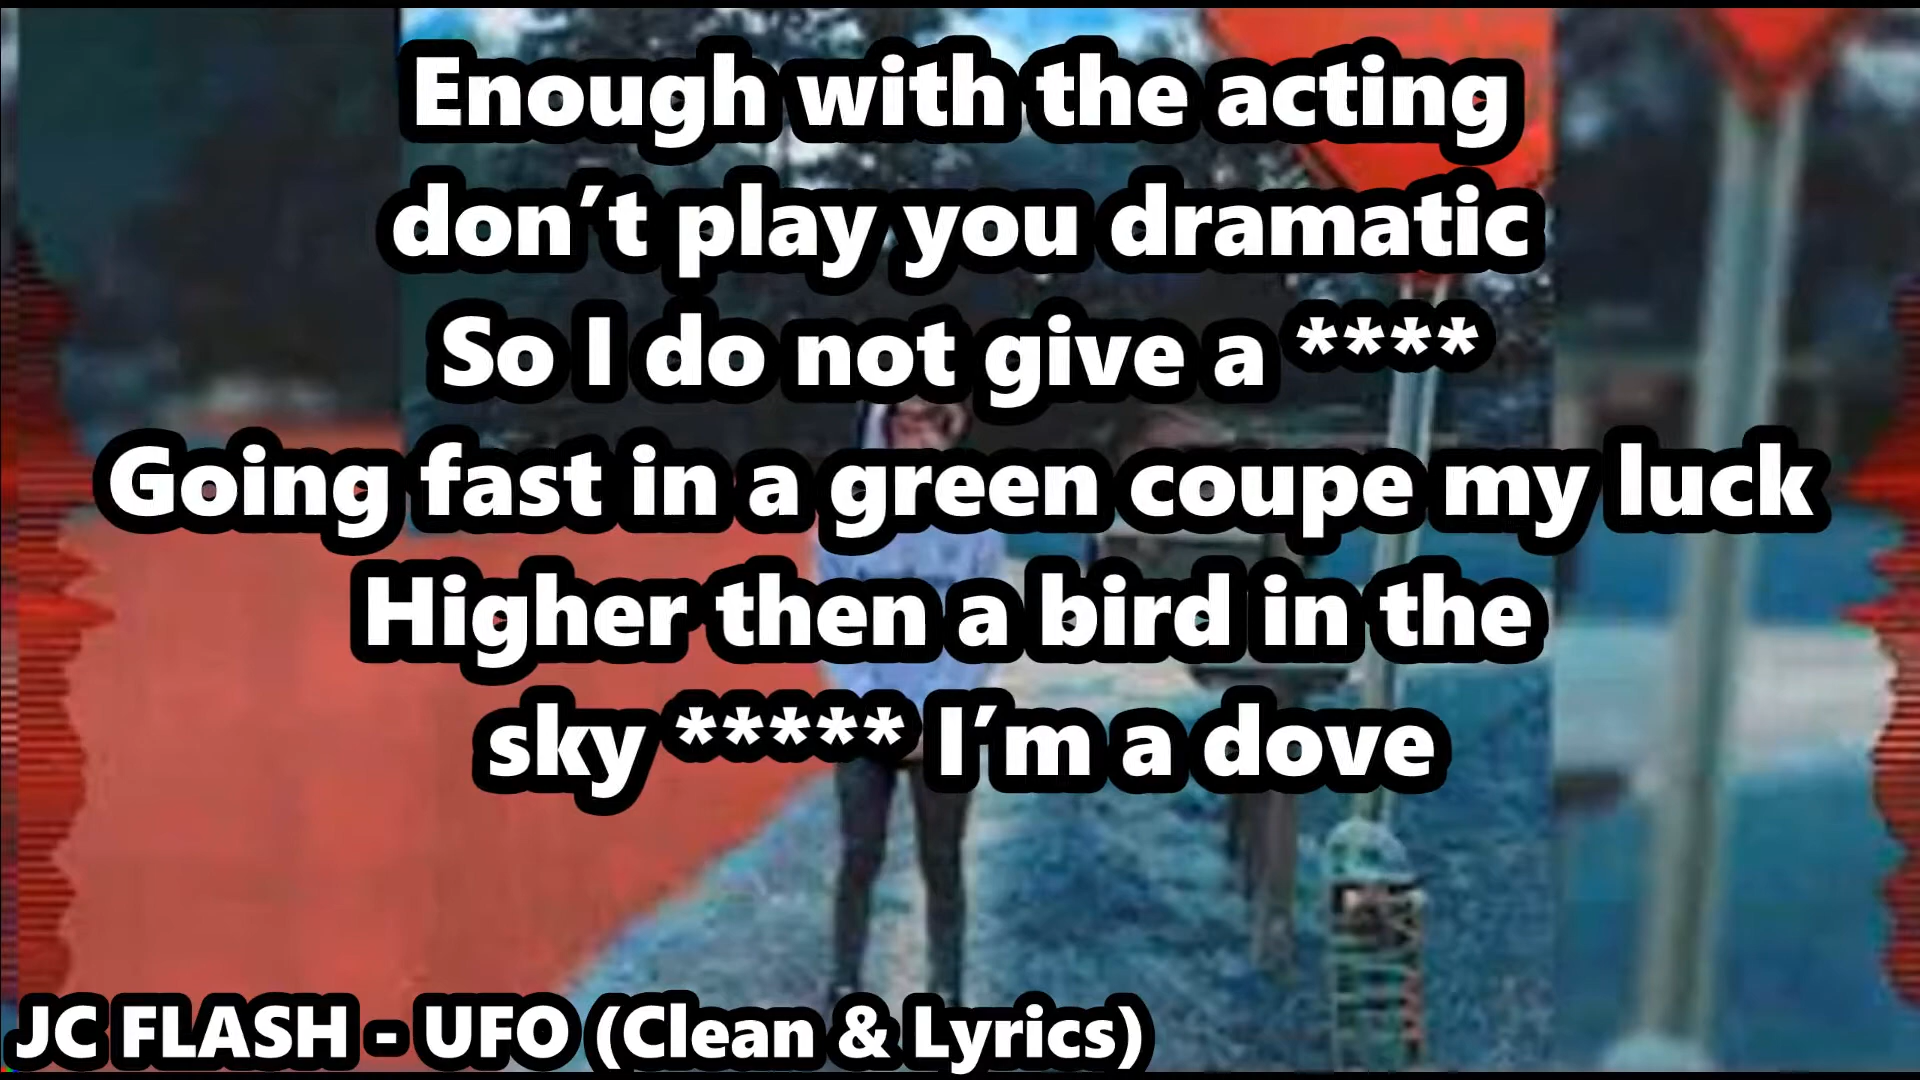 Enough with the acting
don't play you dramatic
So I do not give a ****
Going fast in a green coupe my luck
Higher then a bird in the
sky ***** I'm a dove
JC FLASH - UFO (Clean & Lyrics)